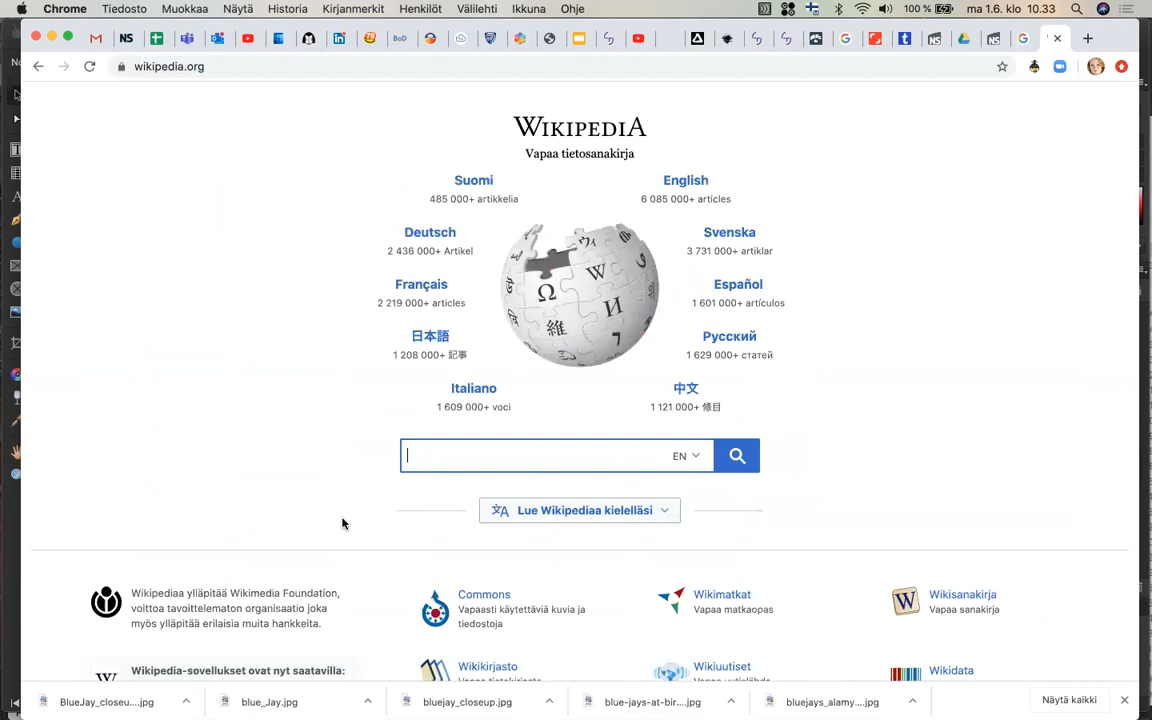 Chrome Tiedosto Muokkaa Näytä Historia Kirjanmerkit Henkilöt Välilehti Ikkuna Ohje 100 % ma 1.6. klo 10.33
NS BoD NS NS
wikipedia.org
WIKIPEDIA
Vapaa tietosanakirja
Suomi English
485 000+ artikkelia 6 085 000+ articles
Deutsch Svenska
2 436 000+ Artikel 3 731 000+ artiklar
Français Español
2 219 000+ articles 1 601 000+ artículos
日本語 Русский
1 208 000+ 記事 1 629 000+ статей
Italiano 中文
1 609 000+ voci 1 121 000+ 條目
EN
Lue Wikipediaa kielelläsi
Wikipediaa ylläpitää Wikimedia Foundation,
voittoa tavoittelematon organisaatio joka
myös ylläpitää erilaisia muita hankkeita.
Commons
Vapaasti käytettäviä kuvia ja
tiedostoja
Wikimatkat
Vapaa matkaopas
Wikisanakirja
Vapaa sanakirja
Wikipedia-sovellukset ovat nyt saatavilla:
Wikikirjasto
Wikiuutiset
Wikidata
BlueJay_closeu....jpg blue_Jay.jpg bluejay_closeup.jpg blue-jays-at-bir....jpg bluejays_alamy....jpg Näytä kaikki